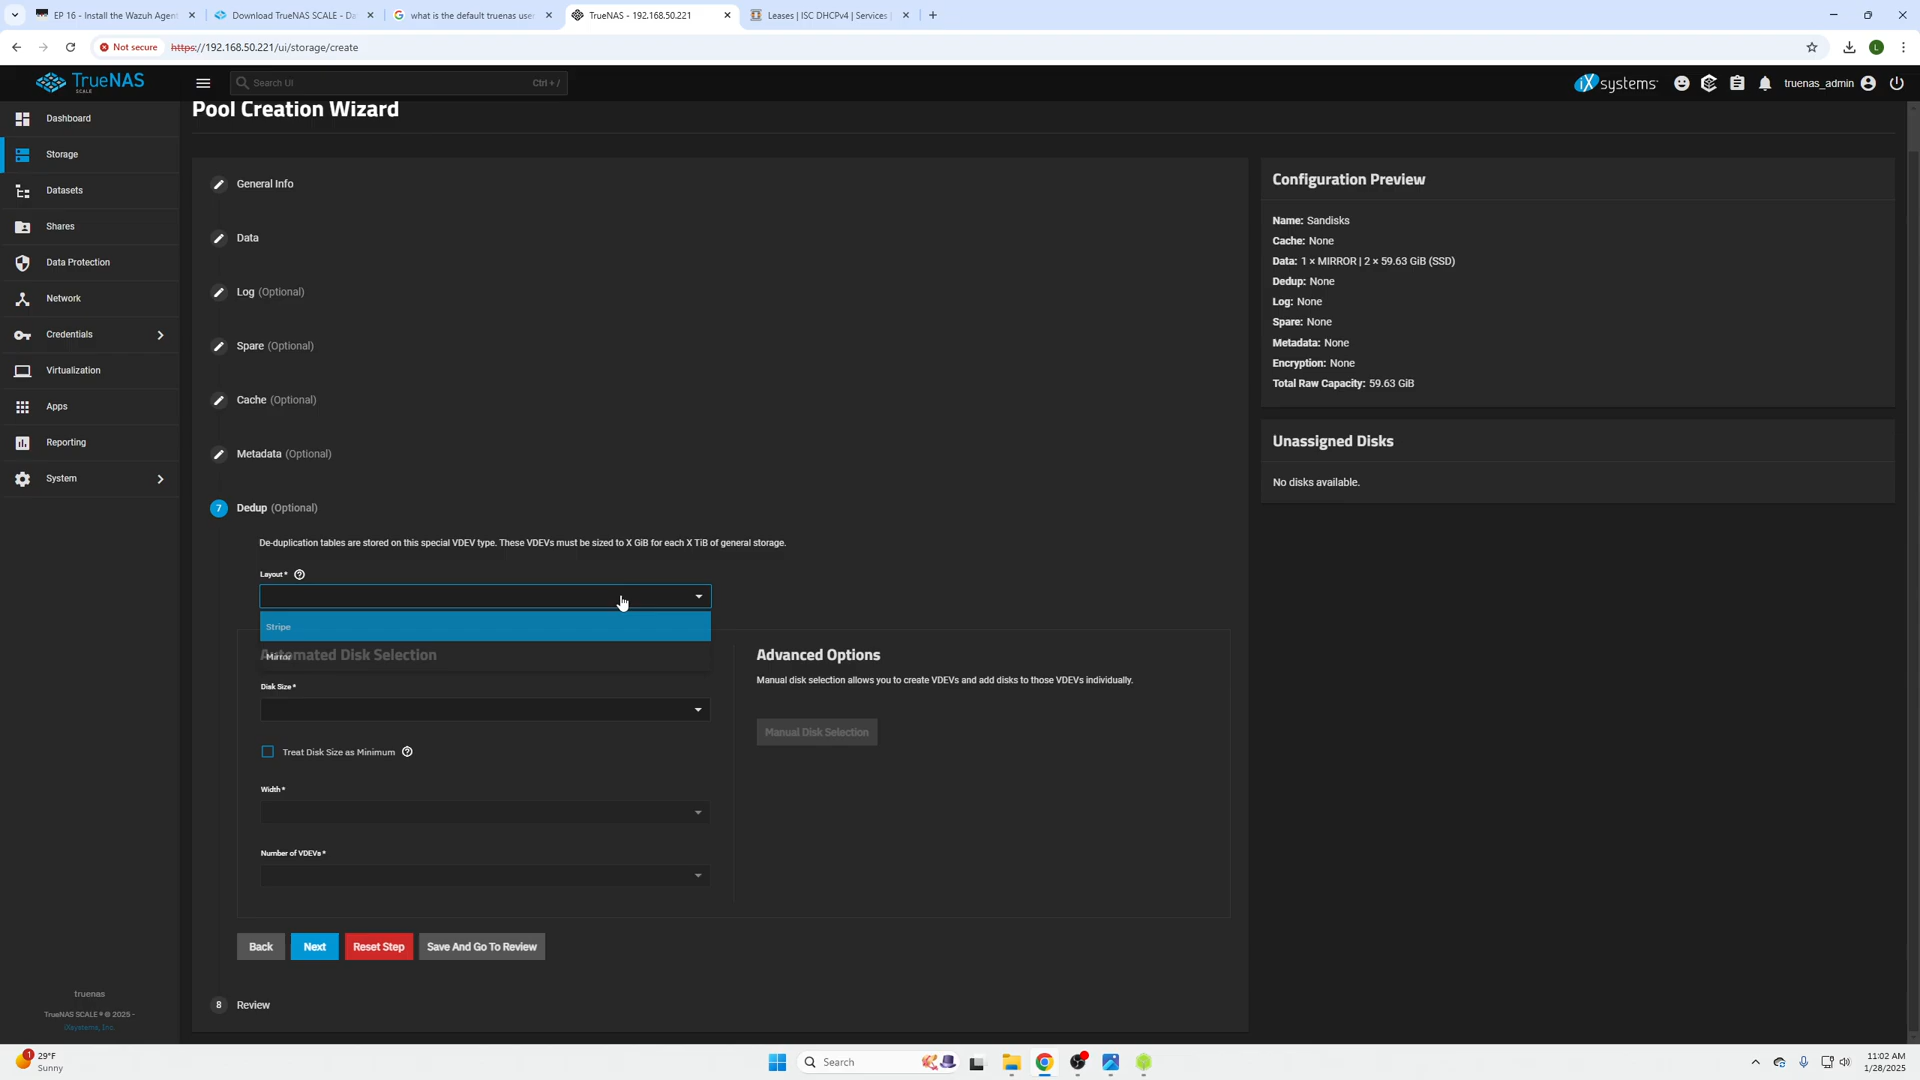 EP 16 - Install the Wazuh Agent
Download TrueNAS SCALE - Da
what is the default truenas user
TrueNAS - 192.168.50.221
Leases | ISC DHCPv4 | Services
Not secure
https://192.168.50.221/ui/storage/create
L
TrueNAS
SCALE
Search UI
Ctrl + /
iXsystems
truenas_admin
Dashboard
Storage
Datasets
Shares
Data Protection
Network
Credentials
Virtualization
Apps
Reporting
System
truenas
TrueNAS SCALE ® © 2025 -
iXsystems, Inc.
Pool Creation Wizard
General Info
Data
Log (Optional)
Spare (Optional)
Cache (Optional)
Metadata (Optional)
7 Dedup (Optional)
De-duplication tables are stored on this special VDEV type. These VDEVs must be sized to X GiB for each X TiB of general storage.
Layout *
Stripe
Mirror
Automated Disk Selection
Disk Size *
Treat Disk Size as Minimum
Width *
Number of VDEVs *
Advanced Options
Manual disk selection allows you to create VDEVs and add disks to those VDEVs individually.
Manual Disk Selection
Back
Next
Reset Step
Save And Go To Review
8 Review
Configuration Preview
Name: Sandisks
Cache: None
Data: 1 × MIRROR | 2 × 59.63 GiB (SSD)
Dedup: None
Log: None
Spare: None
Metadata: None
Encryption: None
Total Raw Capacity: 59.63 GiB
Unassigned Disks
No disks available.
1
29°F
Sunny
Search
11:02 AM
1/28/2025